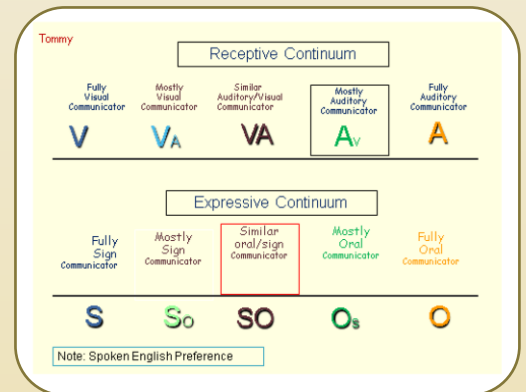 Tommy
Receptive Continuum
Fully
Visual
Communicator
Mostly
Visual
Communicator
Similar
Auditory/Visual
Communicator
Mostly
Auditory
Communicator
Fully
Auditory
Communicator
V
VA
VA
AV
A
Expressive Continuum
Fully
Sign
Communicator
Mostly
Sign
Communicator
Similar
oral/sign
Communicator
Mostly
Oral
Communicator
Fully
Oral
Communicator
S
SO
SO
Os
O
Note: Spoken English Preference